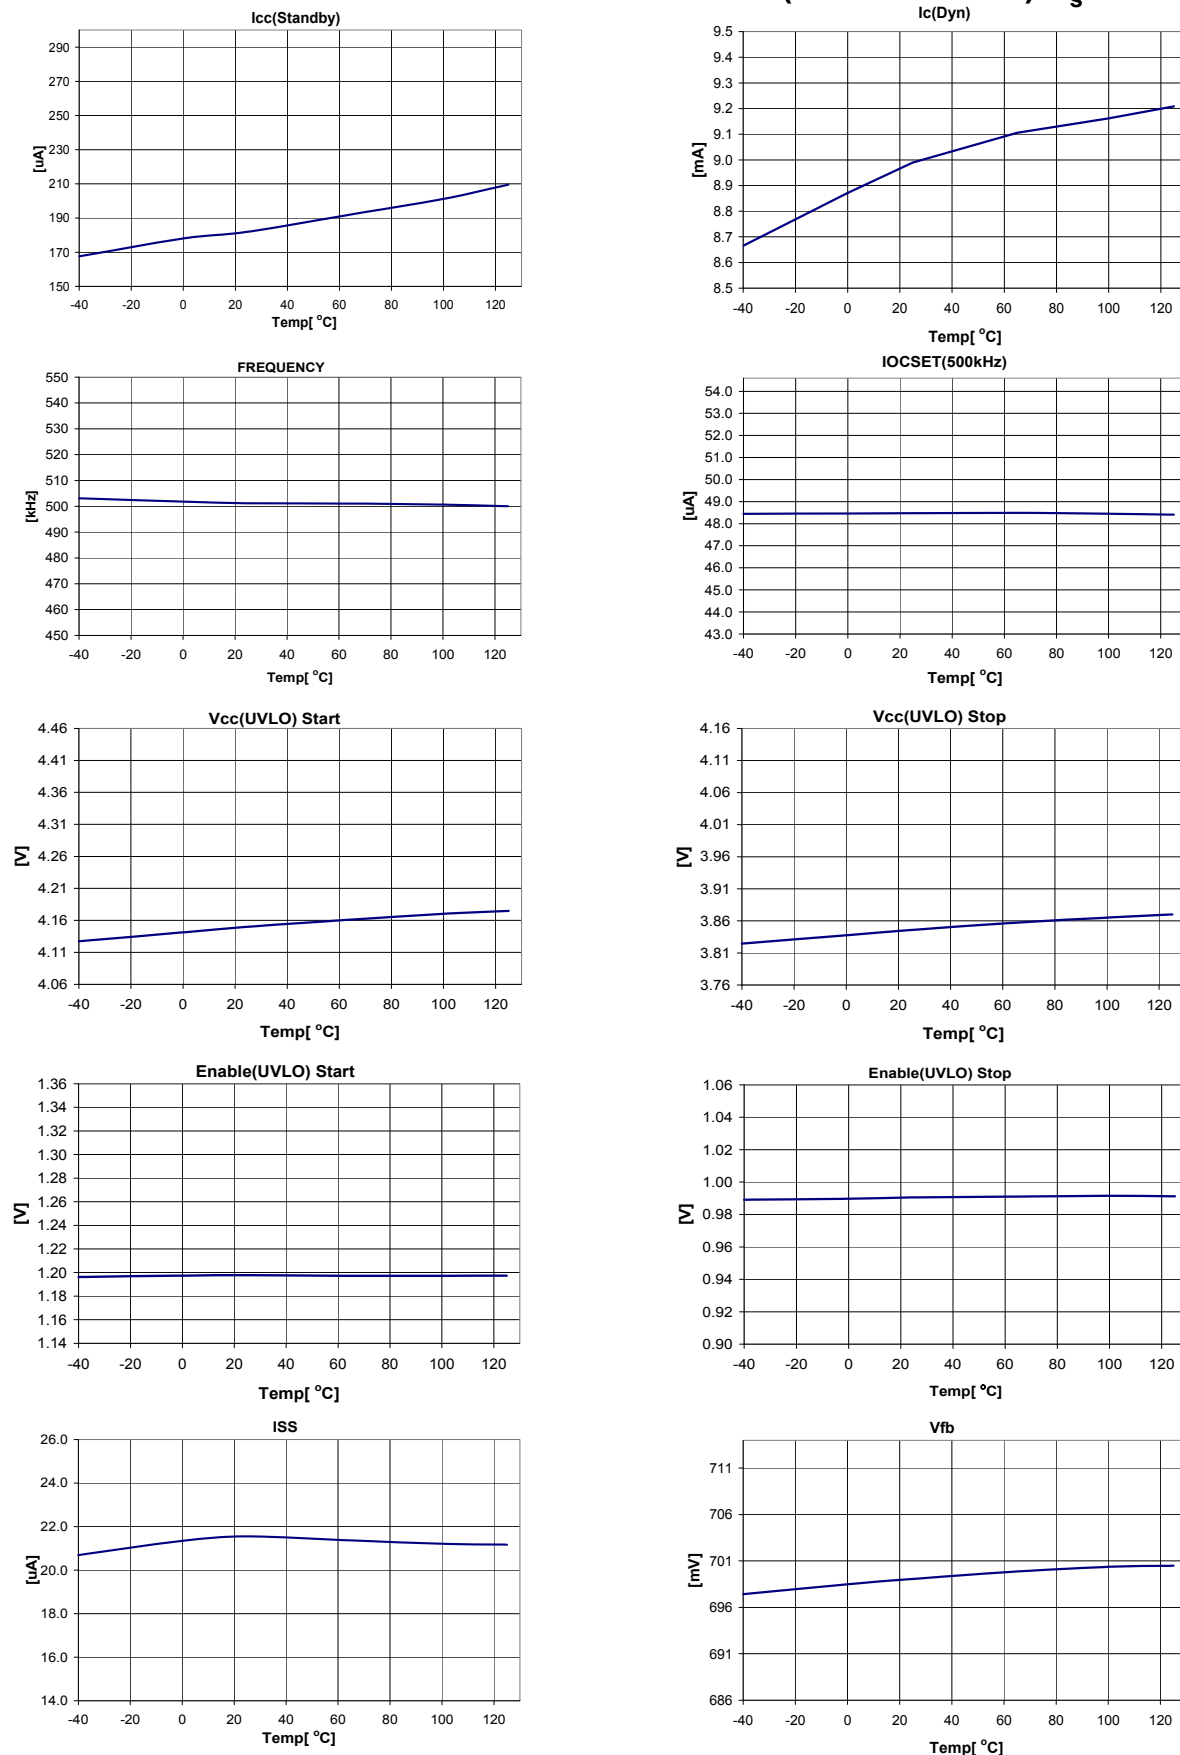 Icc(Standby)
290
270
250
230
210
190
170
150
[uA]
-40 -20 0 20 40 60 80 100 120
Temp[ °C]
Ic(Dyn)
9.5
9.4
9.3
9.2
9.1
9.0
8.9
8.8
8.7
8.6
8.5
[mA]
-40 -20 0 20 40 60 80 100 120
Temp[ °C]
FREQUENCY
550
540
530
520
510
500
490
480
470
460
450
[kHz]
-40 -20 0 20 40 60 80 100 120
Temp[ °C]
IOCSET(500kHz)
54.0
53.0
52.0
51.0
50.0
49.0
48.0
47.0
46.0
45.0
44.0
43.0
[uA]
-40 -20 0 20 40 60 80 100 120
Temp[ °C]
Vcc(UVLO) Start
4.46
4.41
4.36
4.31
4.26
4.21
4.16
4.11
4.06
[V]
-40 -20 0 20 40 60 80 100 120
Temp[ °C]
Vcc(UVLO) Stop
4.16
4.11
4.06
4.01
3.96
3.91
3.86
3.81
3.76
[V]
-40 -20 0 20 40 60 80 100 120
Temp[ °C]
Enable(UVLO) Start
1.36
1.34
1.32
1.30
1.28
1.26
1.24
1.22
1.20
1.18
1.16
1.14
[V]
-40 -20 0 20 40 60 80 100 120
Temp[ °C]
Enable(UVLO) Stop
1.06
1.04
1.02
1.00
0.98
0.96
0.94
0.92
0.90
[V]
-40 -20 0 20 40 60 80 100 120
Temp[ °C]
ISS
26.0
24.0
22.0
20.0
18.0
16.0
14.0
[uA]
-40 -20 0 20 40 60 80 100 120
Temp[ °C]
Vfb
711
706
701
696
691
686
[mV]
-40 -20 0 20 40 60 80 100 120
Temp[ °C]